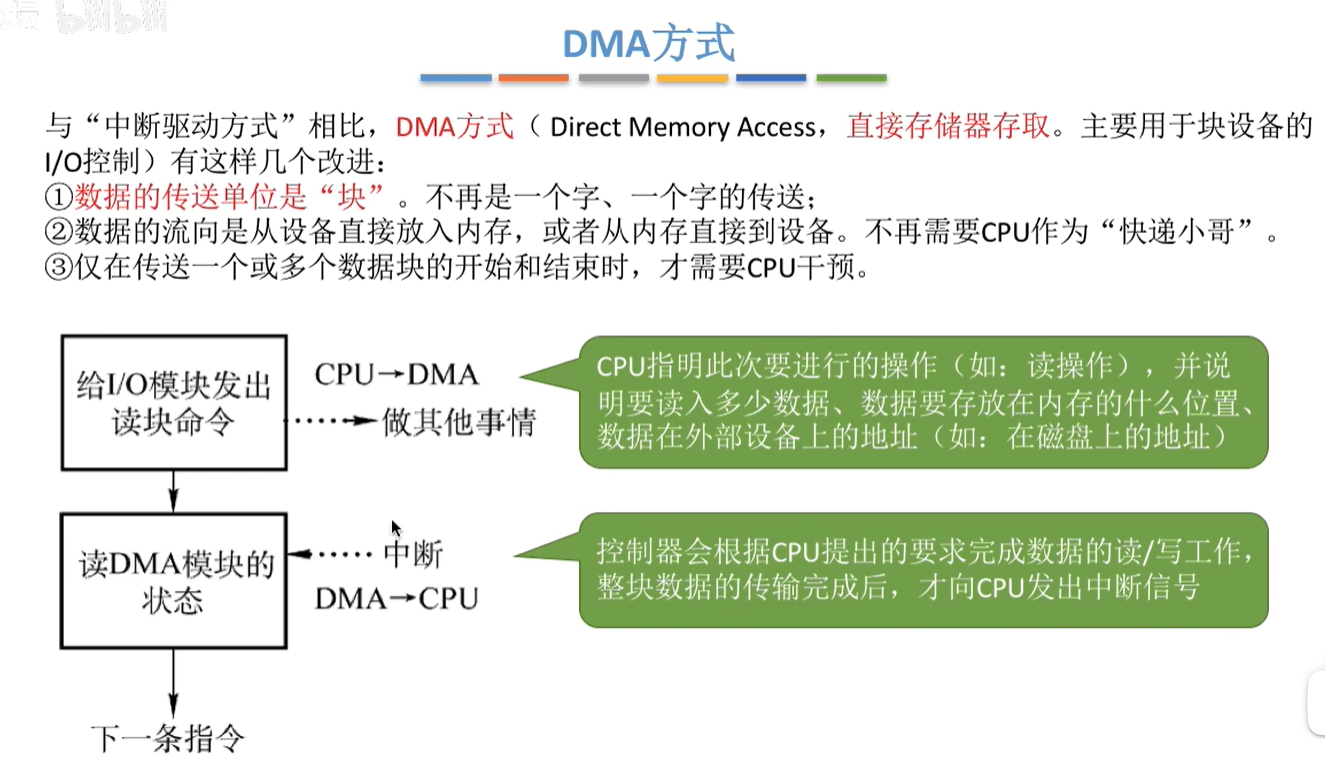 bilibili
DMA方式
与“中断驱动方式”相比，DMA方式（ Direct Memory Access，直接存储器存取。主要用于块设备的
I/O控制）有这样几个改进：
①数据的传送单位是“块”。不再是一个字、一个字的传送；
②数据的流向是从设备直接放入内存，或者从内存直接到设备。不再需要CPU作为“快递小哥”。
③仅在传送一个或多个数据块的开始和结束时，才需要CPU干预。
给I/O模块发出
读块命令
CPU→DMA
做其他事情
CPU指明此次要进行的操作（如：读操作），并说
明要读入多少数据、数据要存放在内存的什么位置、
数据在外部设备上的地址（如：在磁盘上的地址）
读DMA模块的
状态
中断
DMA→CPU
控制器会根据CPU提出的要求完成数据的读/写工作，
整块数据的传输完成后，才向CPU发出中断信号
下一条指令